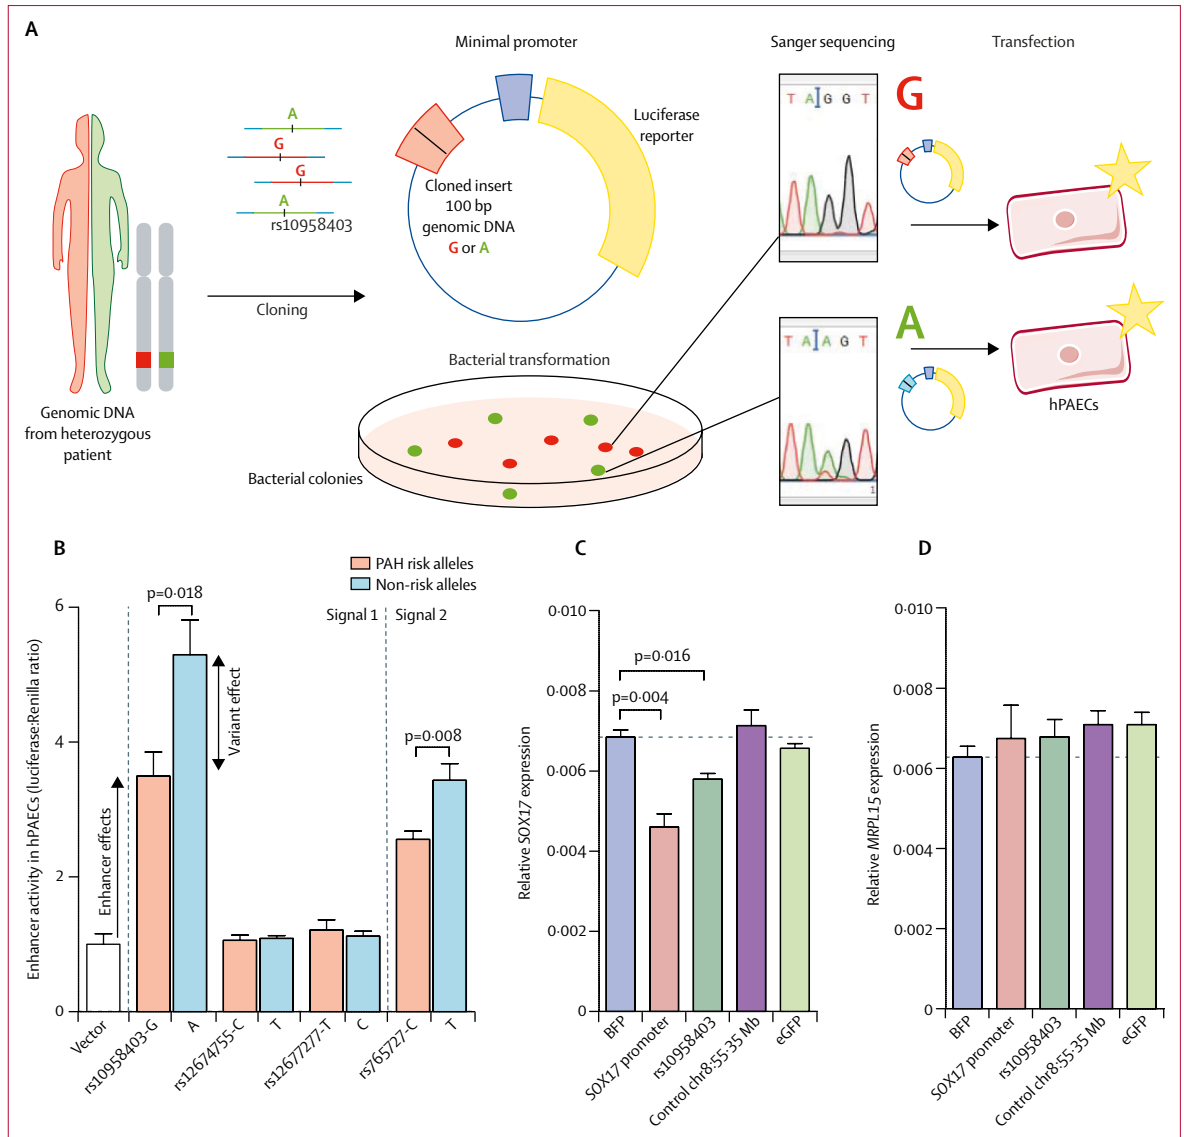 A
Minimal promoter
Sanger sequencing
Transfection
A
G
G
A
rs10958403
Cloning
Luciferase
reporter
Cloned insert
100 bp
genomic DNA
G or A
T A G G T
G
T A A G T
A
1
hPAECs
Genomic DNA
from heterozygous
patient
Bacterial transformation
Bacterial colonies
B
PAH risk alleles
Non-risk alleles
Signal 1
Signal 2
p=0·018
p=0·008
Enhancer effects
Variant effect
Enhancer activity in hPAECs (luciferase:Renilla ratio)
6
4
2
0
Vector
rs10958403-G
A
rs12674755-C
T
rs12677277-T
C
rs765727-C
T
C
p=0·016
p=0·004
Relative SOX17 expression
0·010
0·008
0·006
0·004
0·002
0
BFP
SOX17 promoter
rs10958403
Control chr8:55·35 Mb
eGFP
D
Relative MRPL15 expression
0·010
0·008
0·006
0·004
0·002
0
BFP
SOX17 promoter
rs10958403
Control chr8:55·35 Mb
eGFP